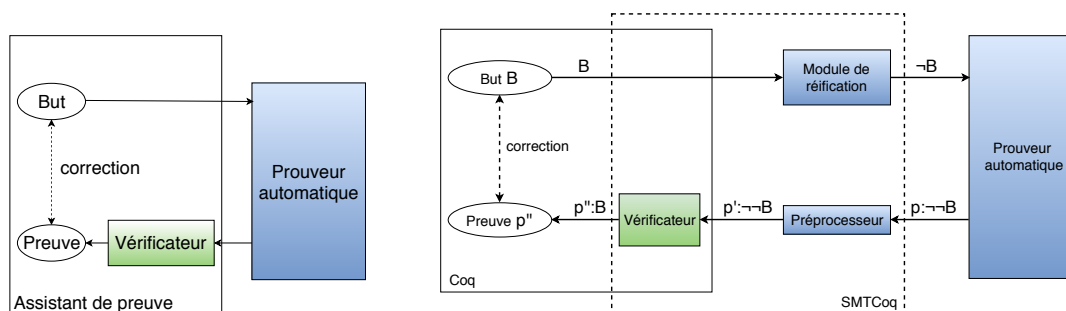 But
correction
Preuve
Vérificateur
Prouveur
automatique
Assistant de preuve
But B
B
Module de
réification
¬B
correction
Prouveur
automatique
Preuve p"
p":B
Vérificateur
p':¬¬B
Préprocesseur
p:¬¬B
Coq
SMTCoq